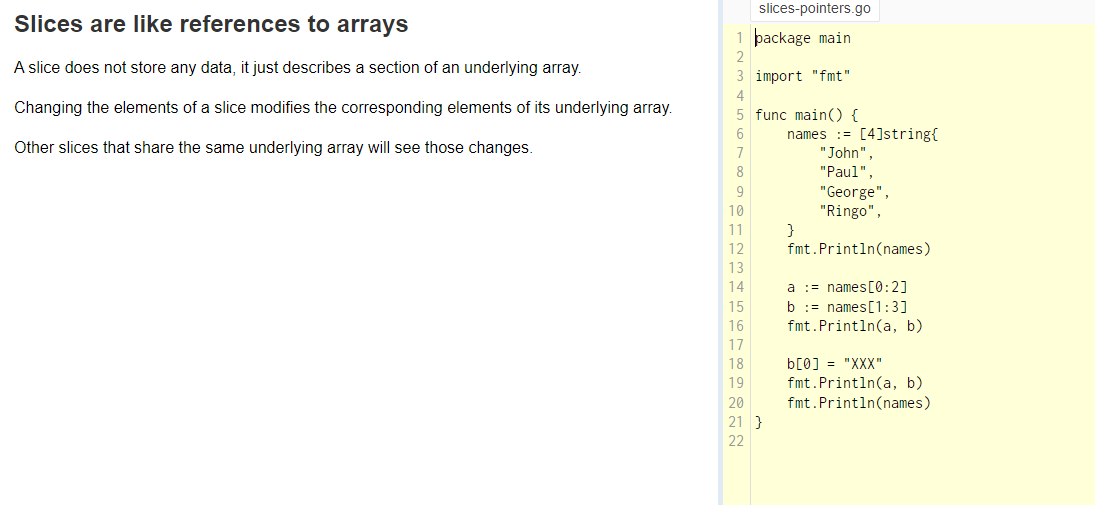 Slices are like references to arrays
A slice does not store any data, it just describes a section of an underlying array.
Changing the elements of a slice modifies the corresponding elements of its underlying array.
Other slices that share the same underlying array will see those changes.
slices-pointers.go
1 package main
2
3 import "fmt"
4
5 func main() {
6     names := [4]string{
7         "John",
8         "Paul",
9         "George",
10         "Ringo",
11     }
12     fmt.Println(names)
13
14     a := names[0:2]
15     b := names[1:3]
16     fmt.Println(a, b)
17
18     b[0] = "XXX"
19     fmt.Println(a, b)
20     fmt.Println(names)
21 }
22